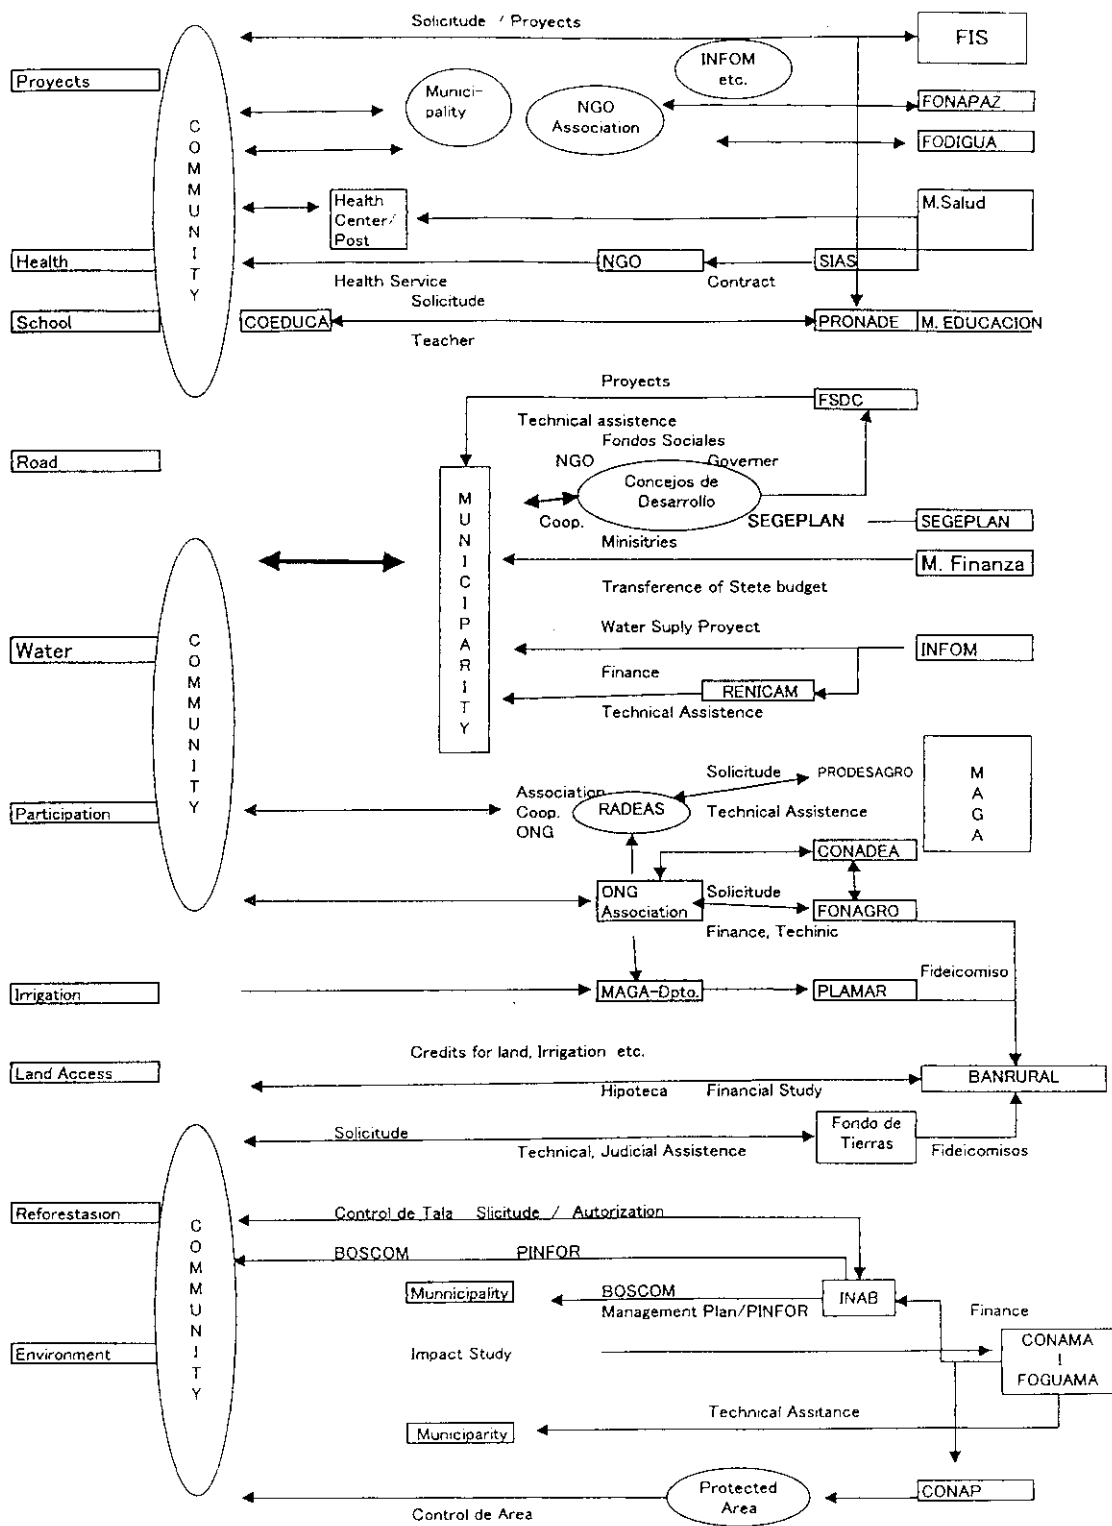 Solicitude / Proyects
FIS
INFOM
etc.
Proyects
Munici-
pality
NGO
Association
FONAPAZ
FODIGUA
COMMUNITY
Health
Center/
Post
M.Salud
Health
NGO
SIAS
Health Service
Contract
Solicitude
School
COEDUCA
PRONADE
M. EDUCACION
Teacher
Proyects
FSDC
Technical assistence
Fondos Sociales
Road
NGO
Governer
Concejos de
Desarrollo
MUNICIPARITY
Coop.
SEGEPLAN
SEGEPLAN
Minisitries
M. Finanza
Transference of Stete budget
COMMUNITY
Water Suply Proyect
Water
INFOM
Finance
RENICAM
Technical Assistence
Solicitude
PRODESAGRO
MAGA
Association
Coop.
ONG
RADEAS
Technical Assistence
Participation
CONADEA
ONG
Association
Solicitude
FONAGRO
Finance, Techinic
Fideicomiso
Irrigation
MAGA-Dpto.
PLAMAR
Credits for land, Irrigation etc.
Land Access
BANRURAL
Hipoteca
Financial Study
Solicitude
Fondo de
Tierras
Technical, Judicial Assistence
Fideicomisos
Reforestasion
Control de Tala Slicitude / Autorization
COMMUNITY
BOSCOM
PINFOR
Munnicipality
BOSCOM
Management Plan/PINFOR
INAB
Finance
Environment
Impact Study
CONAMA
|
FOGUAMA
Technical Assitance
Municiparity
Protected
Area
CONAP
Control de Area